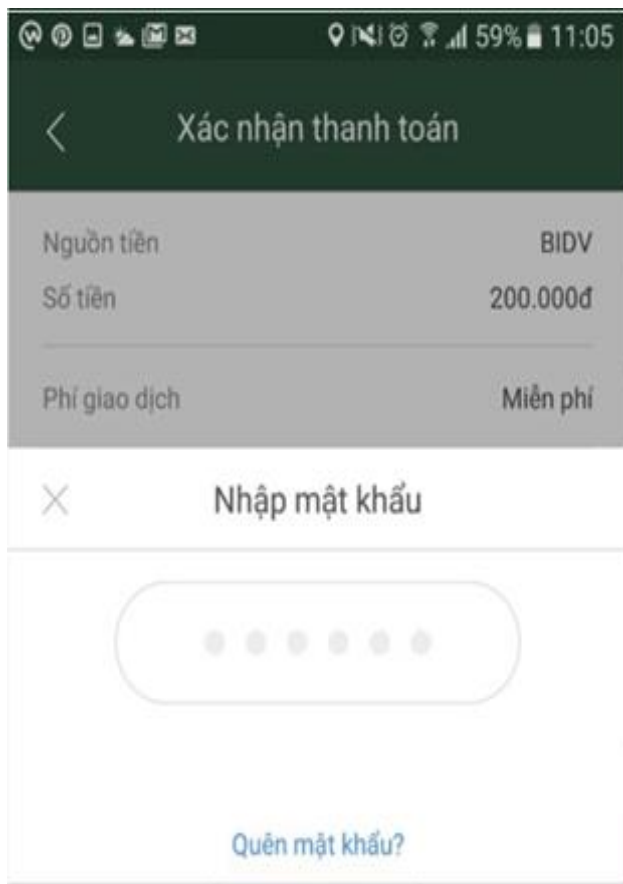 59% 11:05
Xác nhận thanh toán
Nguồn tiền BIDV
Số tiền 200.000đ
Phí giao dịch Miễn phí
Nhập mật khẩu
Quên mật khẩu?